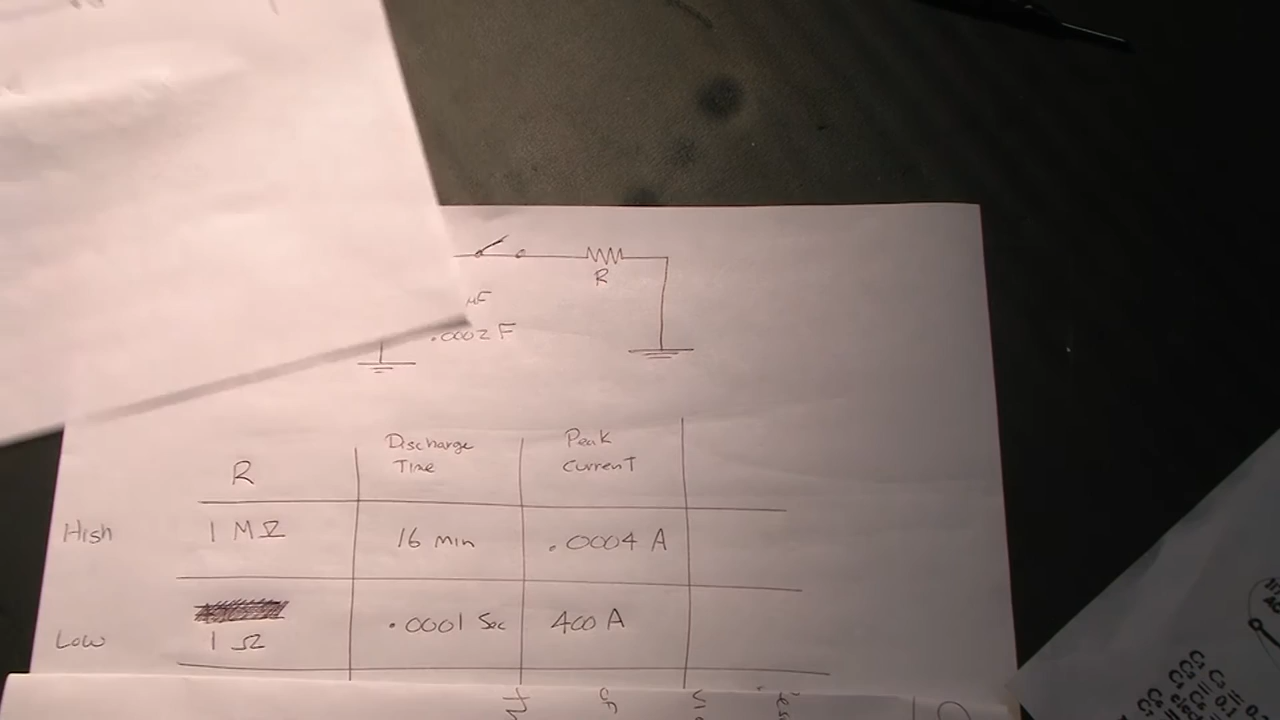 R
µF
.0002 F
R
Discharge
Time
Peak
Current
High
1 MΩ
16 min
.0004 A
Low
1 Ω
.0001 Sec
400 A